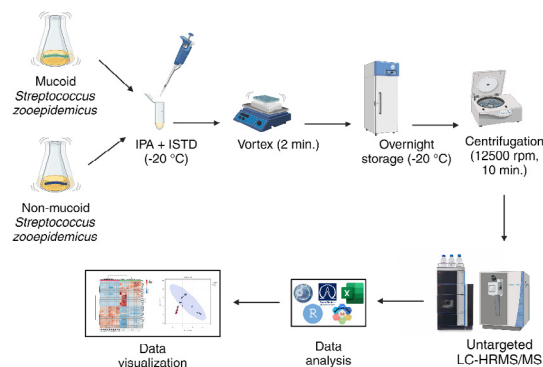 Mucoid
Streptococcus
zooepidemicus
IPA + ISTD
(-20 °C)
Vortex (2 min.)
Overnight
storage (-20 °C)
Centrifugation
(12500 rpm,
10 min.)
Non-mucoid
Streptococcus
zooepidemicus
Data
visualization
R
Data
analysis
Untargeted
LC-HRMS/MS